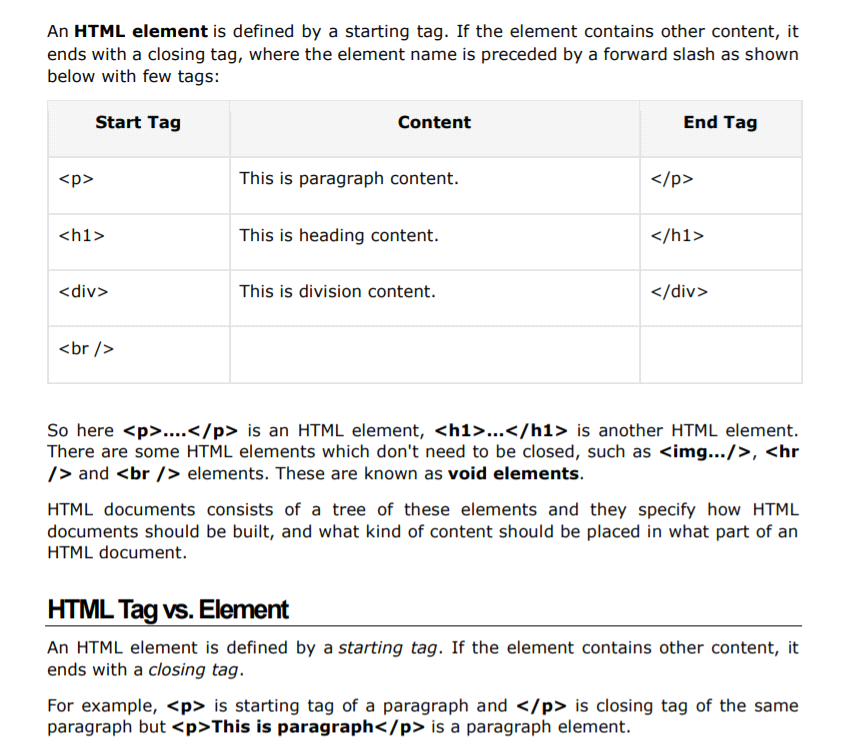 An HTML element is defined by a starting tag. If the element contains other content, it
ends with a closing tag, where the element name is preceded by a forward slash as shown
below with few tags:
Start Tag Content End Tag
<p> This is paragraph content. </p>
<h1> This is heading content. </h1>
<div> This is division content. </div>
<br />
So here <p>....</p> is an HTML element, <h1>...</h1> is another HTML element.
There are some HTML elements which don't need to be closed, such as <img.../>, <hr
/> and <br /> elements. These are known as void elements.
HTML documents consists of a tree of these elements and they specify how HTML
documents should be built, and what kind of content should be placed in what part of an
HTML document.
HTML Tag vs. Element
An HTML element is defined by a starting tag. If the element contains other content, it
ends with a closing tag.
For example, <p> is starting tag of a paragraph and </p> is closing tag of the same
paragraph but <p>This is paragraph</p> is a paragraph element.